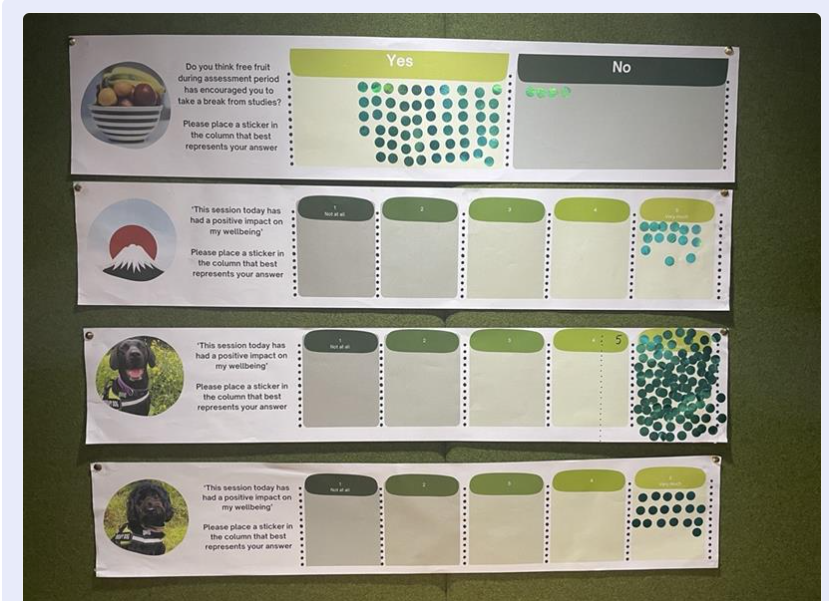 Do you think free fruit
during assessment period
has encouraged you to
take a break from studies?
Please place a sticker in
the column that best
represents your answer
Yes
No
'This session today has
had a positive impact on
my wellbeing'
Please place a sticker in
the column that best
represents your answer
1
Not at all
2
3
4
5
Very much
'This session today has
had a positive impact on
my wellbeing'
Please place a sticker in
the column that best
represents your answer
1
Not at all
2
3
4
5
'This session today has
had a positive impact on
my wellbeing'
Please place a sticker in
the column that best
represents your answer
1
Not at all
2
3
4
5
Very much